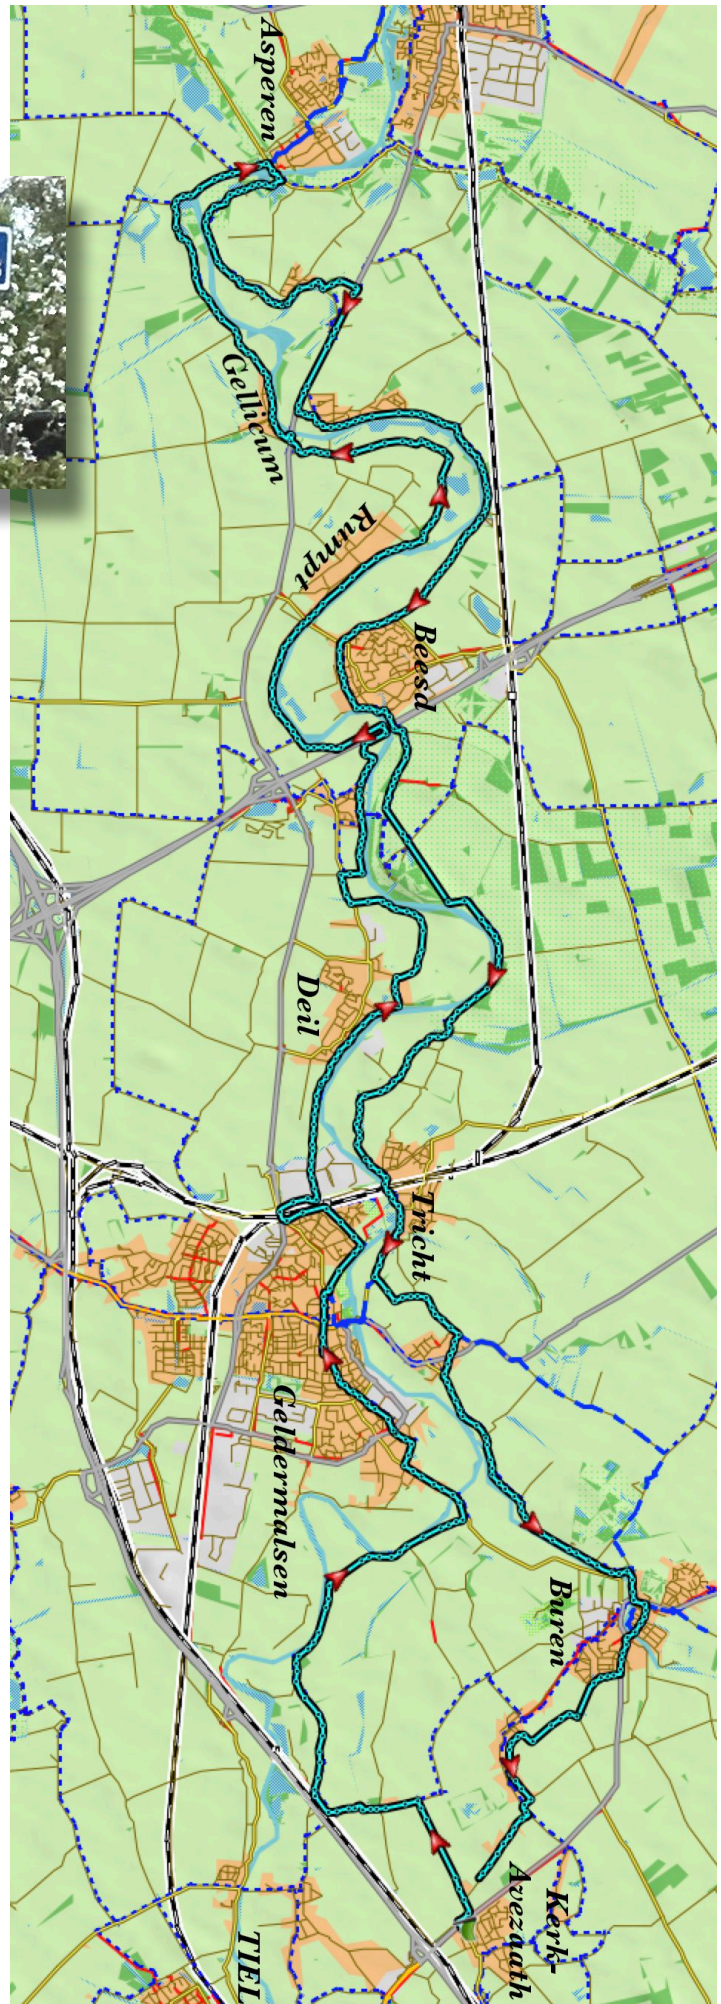 Asperen
Gellicum
Rumpt
Beesd
Deil
Tricht
Geldermalsen
Buren
Kerk-
Avezaath
TIEL